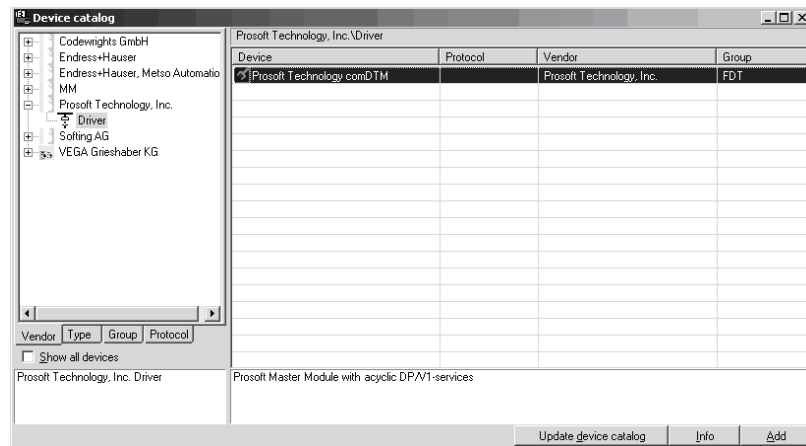 Device catalog
Codewrights GmbH
Endress+Hauser
Endress+Hauser, Metso Automatio
MM
Prosoft Technology, Inc.
Driver
Softing AG
VEGA Grieshaber KG
Vendor Type Group Protocol
Show all devices
Prosoft Technology, Inc. Driver
Prosoft Technology, Inc.\Driver
Device Protocol Vendor Group
Prosoft Technology comDTM Prosoft Technology, Inc. FDT
Prosoft Master Module with acyclic DP/V1-services
Update device catalog Info Add